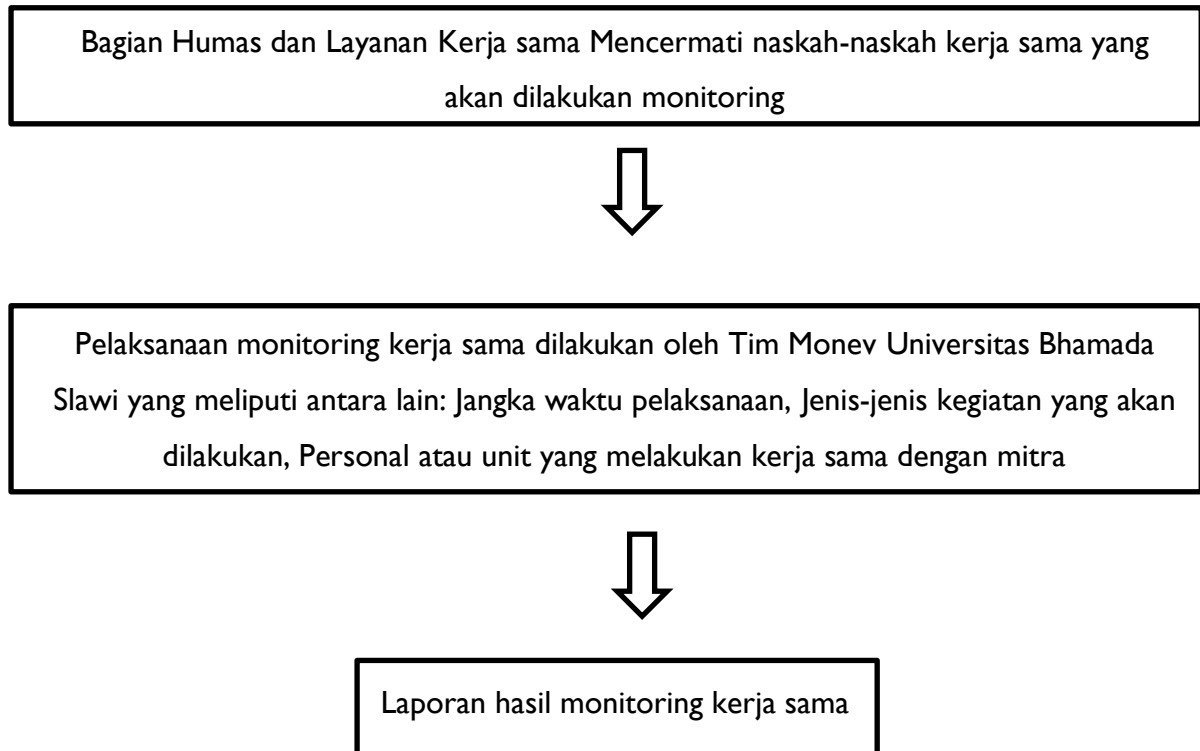 Bagian Humas dan Layanan Kerja sama Mencermati naskah-naskah kerja sama yang
akan dilakukan monitoring
Pelaksanaan monitoring kerja sama dilakukan oleh Tim Monev Universitas Bhamada
Slawi yang meliputi antara lain: Jangka waktu pelaksanaan, Jenis-jenis kegiatan yang akan
dilakukan, Personal atau unit yang melakukan kerja sama dengan mitra
Laporan hasil monitoring kerja sama